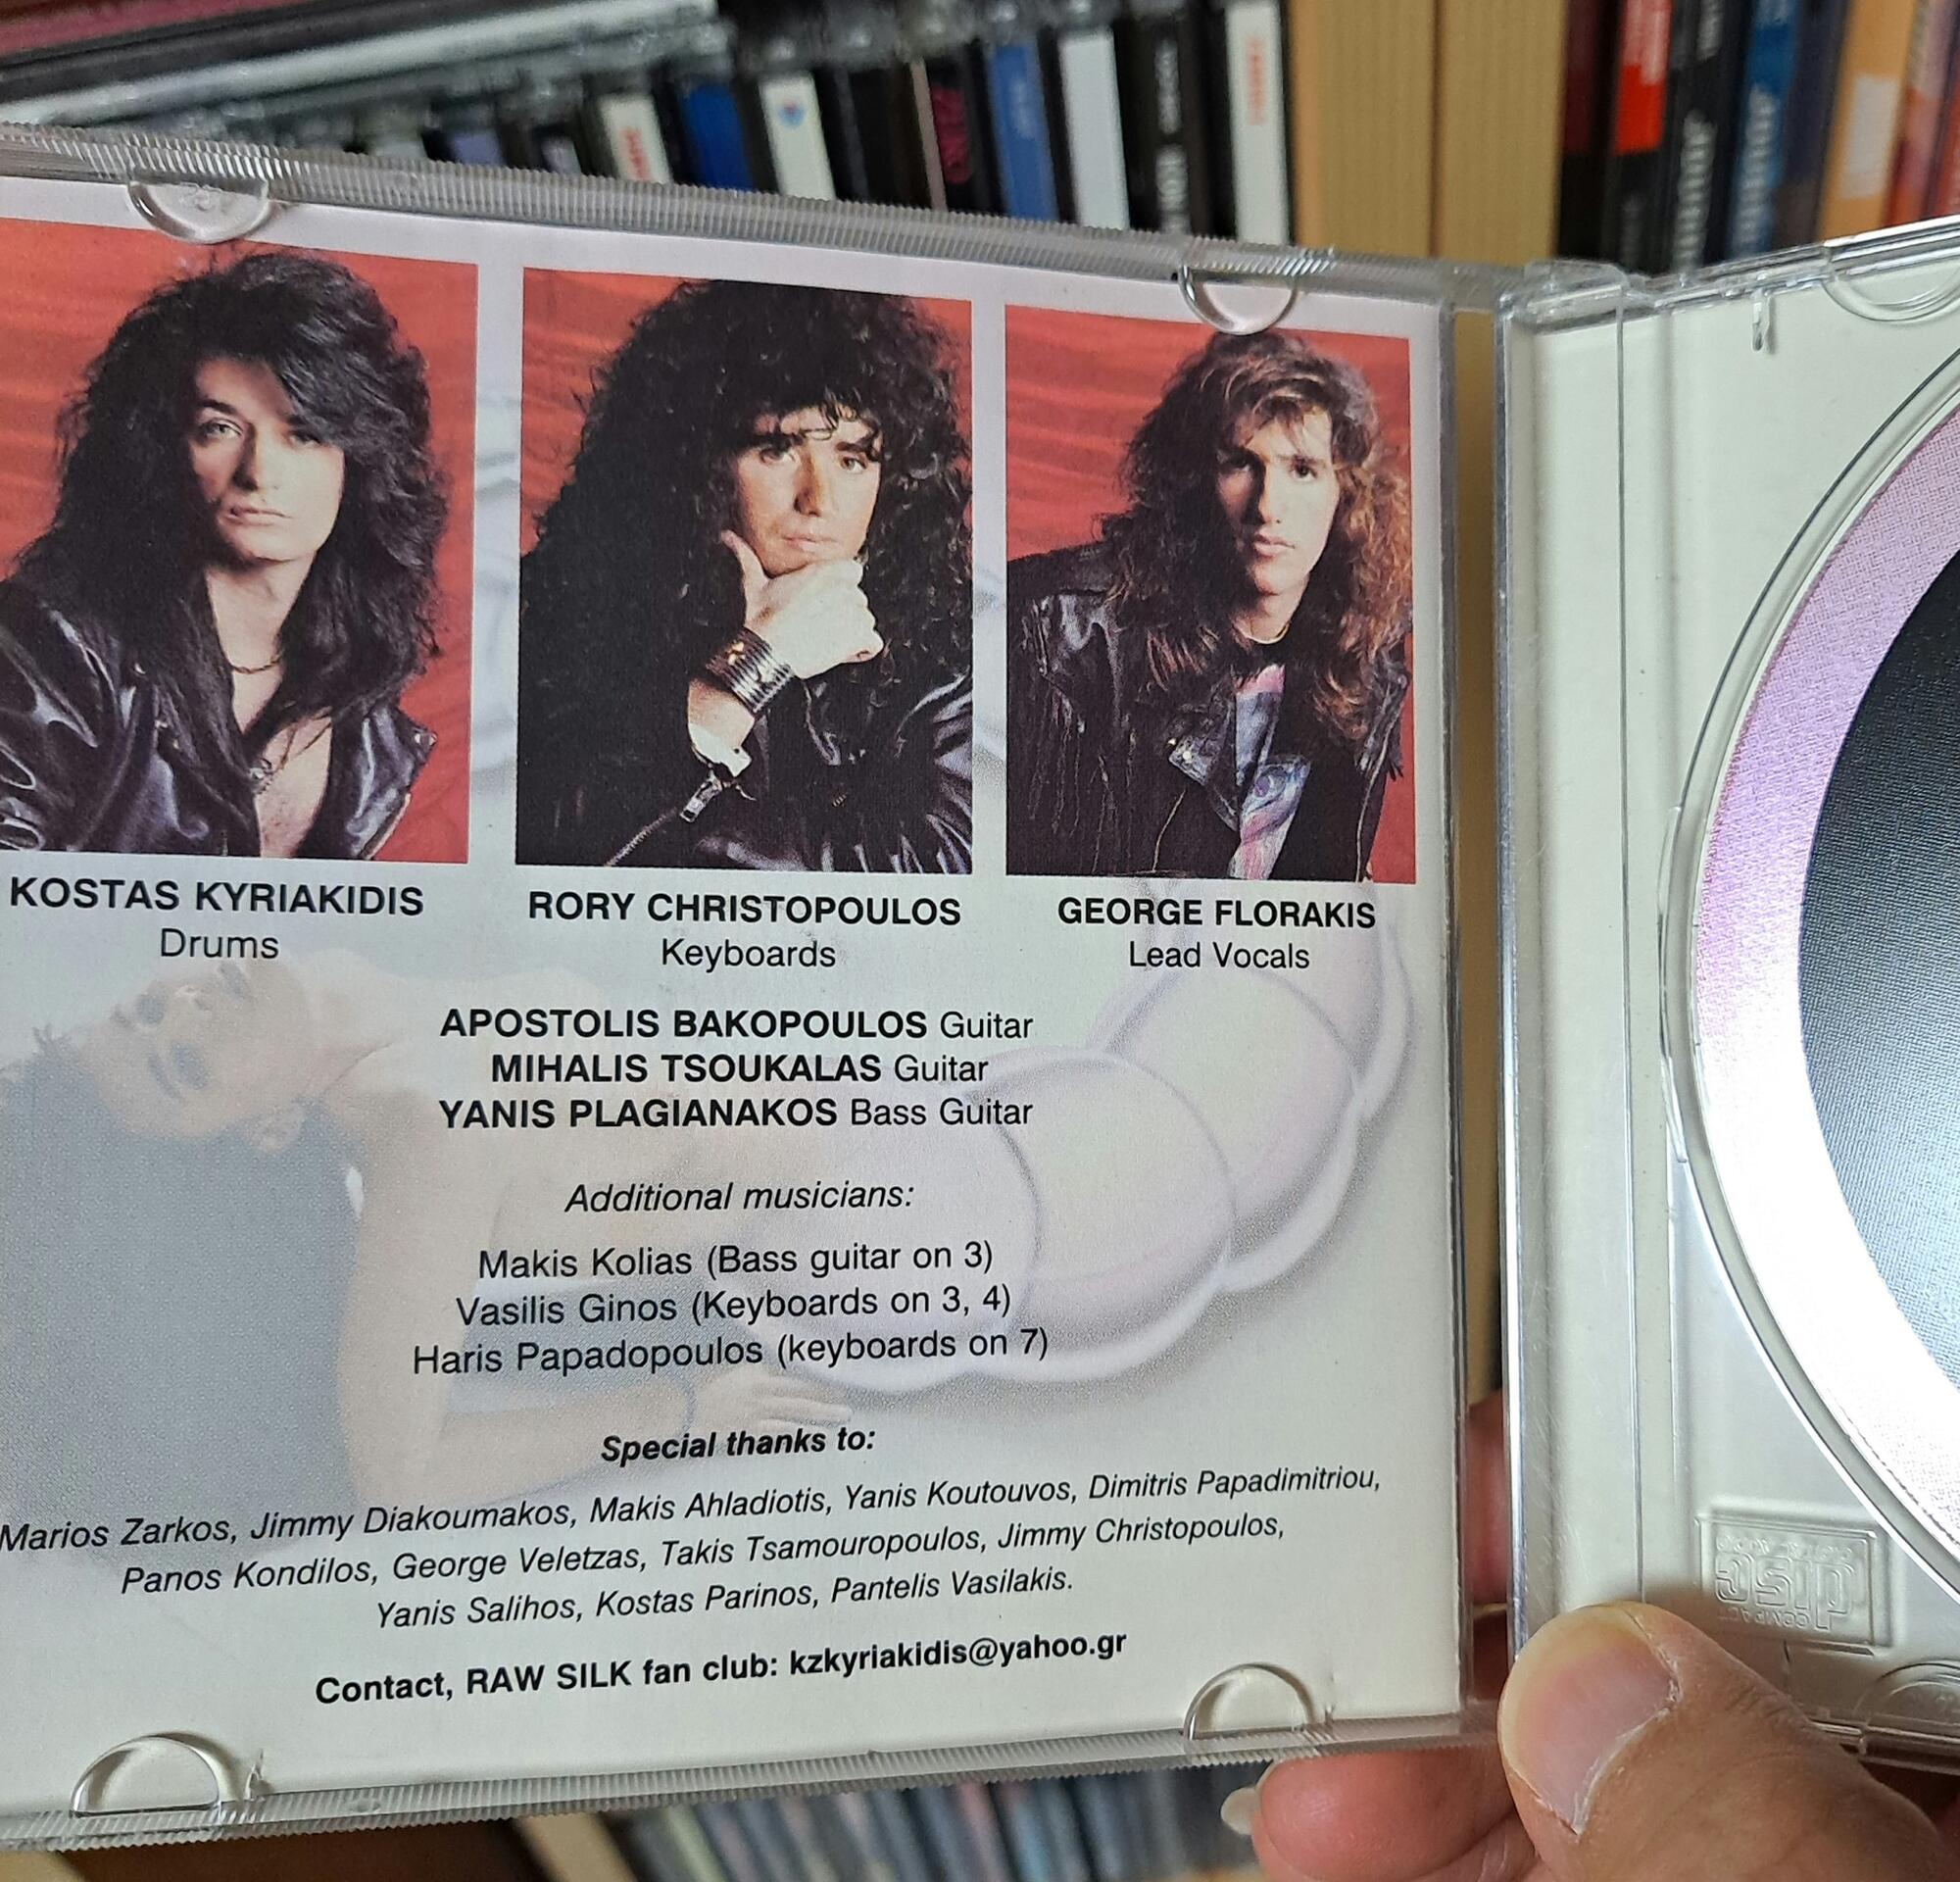 KOSTAS KYRIAKIDIS
Drums
RORY CHRISTOPOULOS
Keyboards
GEORGE FLORAKIS
Lead Vocals
APOSTOLIS BAKOPOULOS Guitar
MIHALIS TSOUKALAS Guitar
YANIS PLAGIANAKOS Bass Guitar
Additional musicians:
Makis Kolias (Bass guitar on 3)
Vasilis Ginos (Keyboards on 3, 4)
Haris Papadopoulos (keyboards on 7)
Special thanks to:
Marios Zarkos, Jimmy Diakoumakos, Makis Ahladiotis, Yanis Koutouvos, Dimitris Papadimitriou,
Panos Kondilos, George Veletzas, Takis Tsamouropoulos, Jimmy Christopoulos,
Yanis Salihos, Kostas Parinos, Pantelis Vasilakis.
Contact, RAW SILK fan club: kzkyriakidis@yahoo.gr
COMPACT
disc